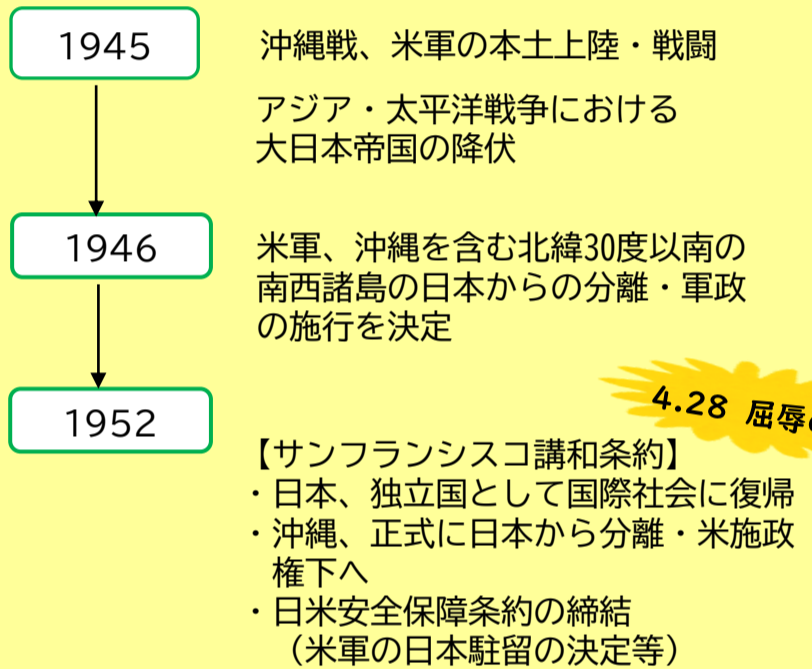 1945
沖縄戦、米軍の本土上陸・戦闘
アジア・太平洋戦争における
大日本帝国の降伏
1946
米軍、沖縄を含む北緯30度以南の
南西諸島の日本からの分離・軍政
の施行を決定
1952
4.28 屈辱
【サンフランシスコ講和条約】
・日本、独立国として国際社会に復帰
・沖縄、正式に日本から分離・米施政
権下へ
・日米安全保障条約の締結
（米軍の日本駐留の決定等）